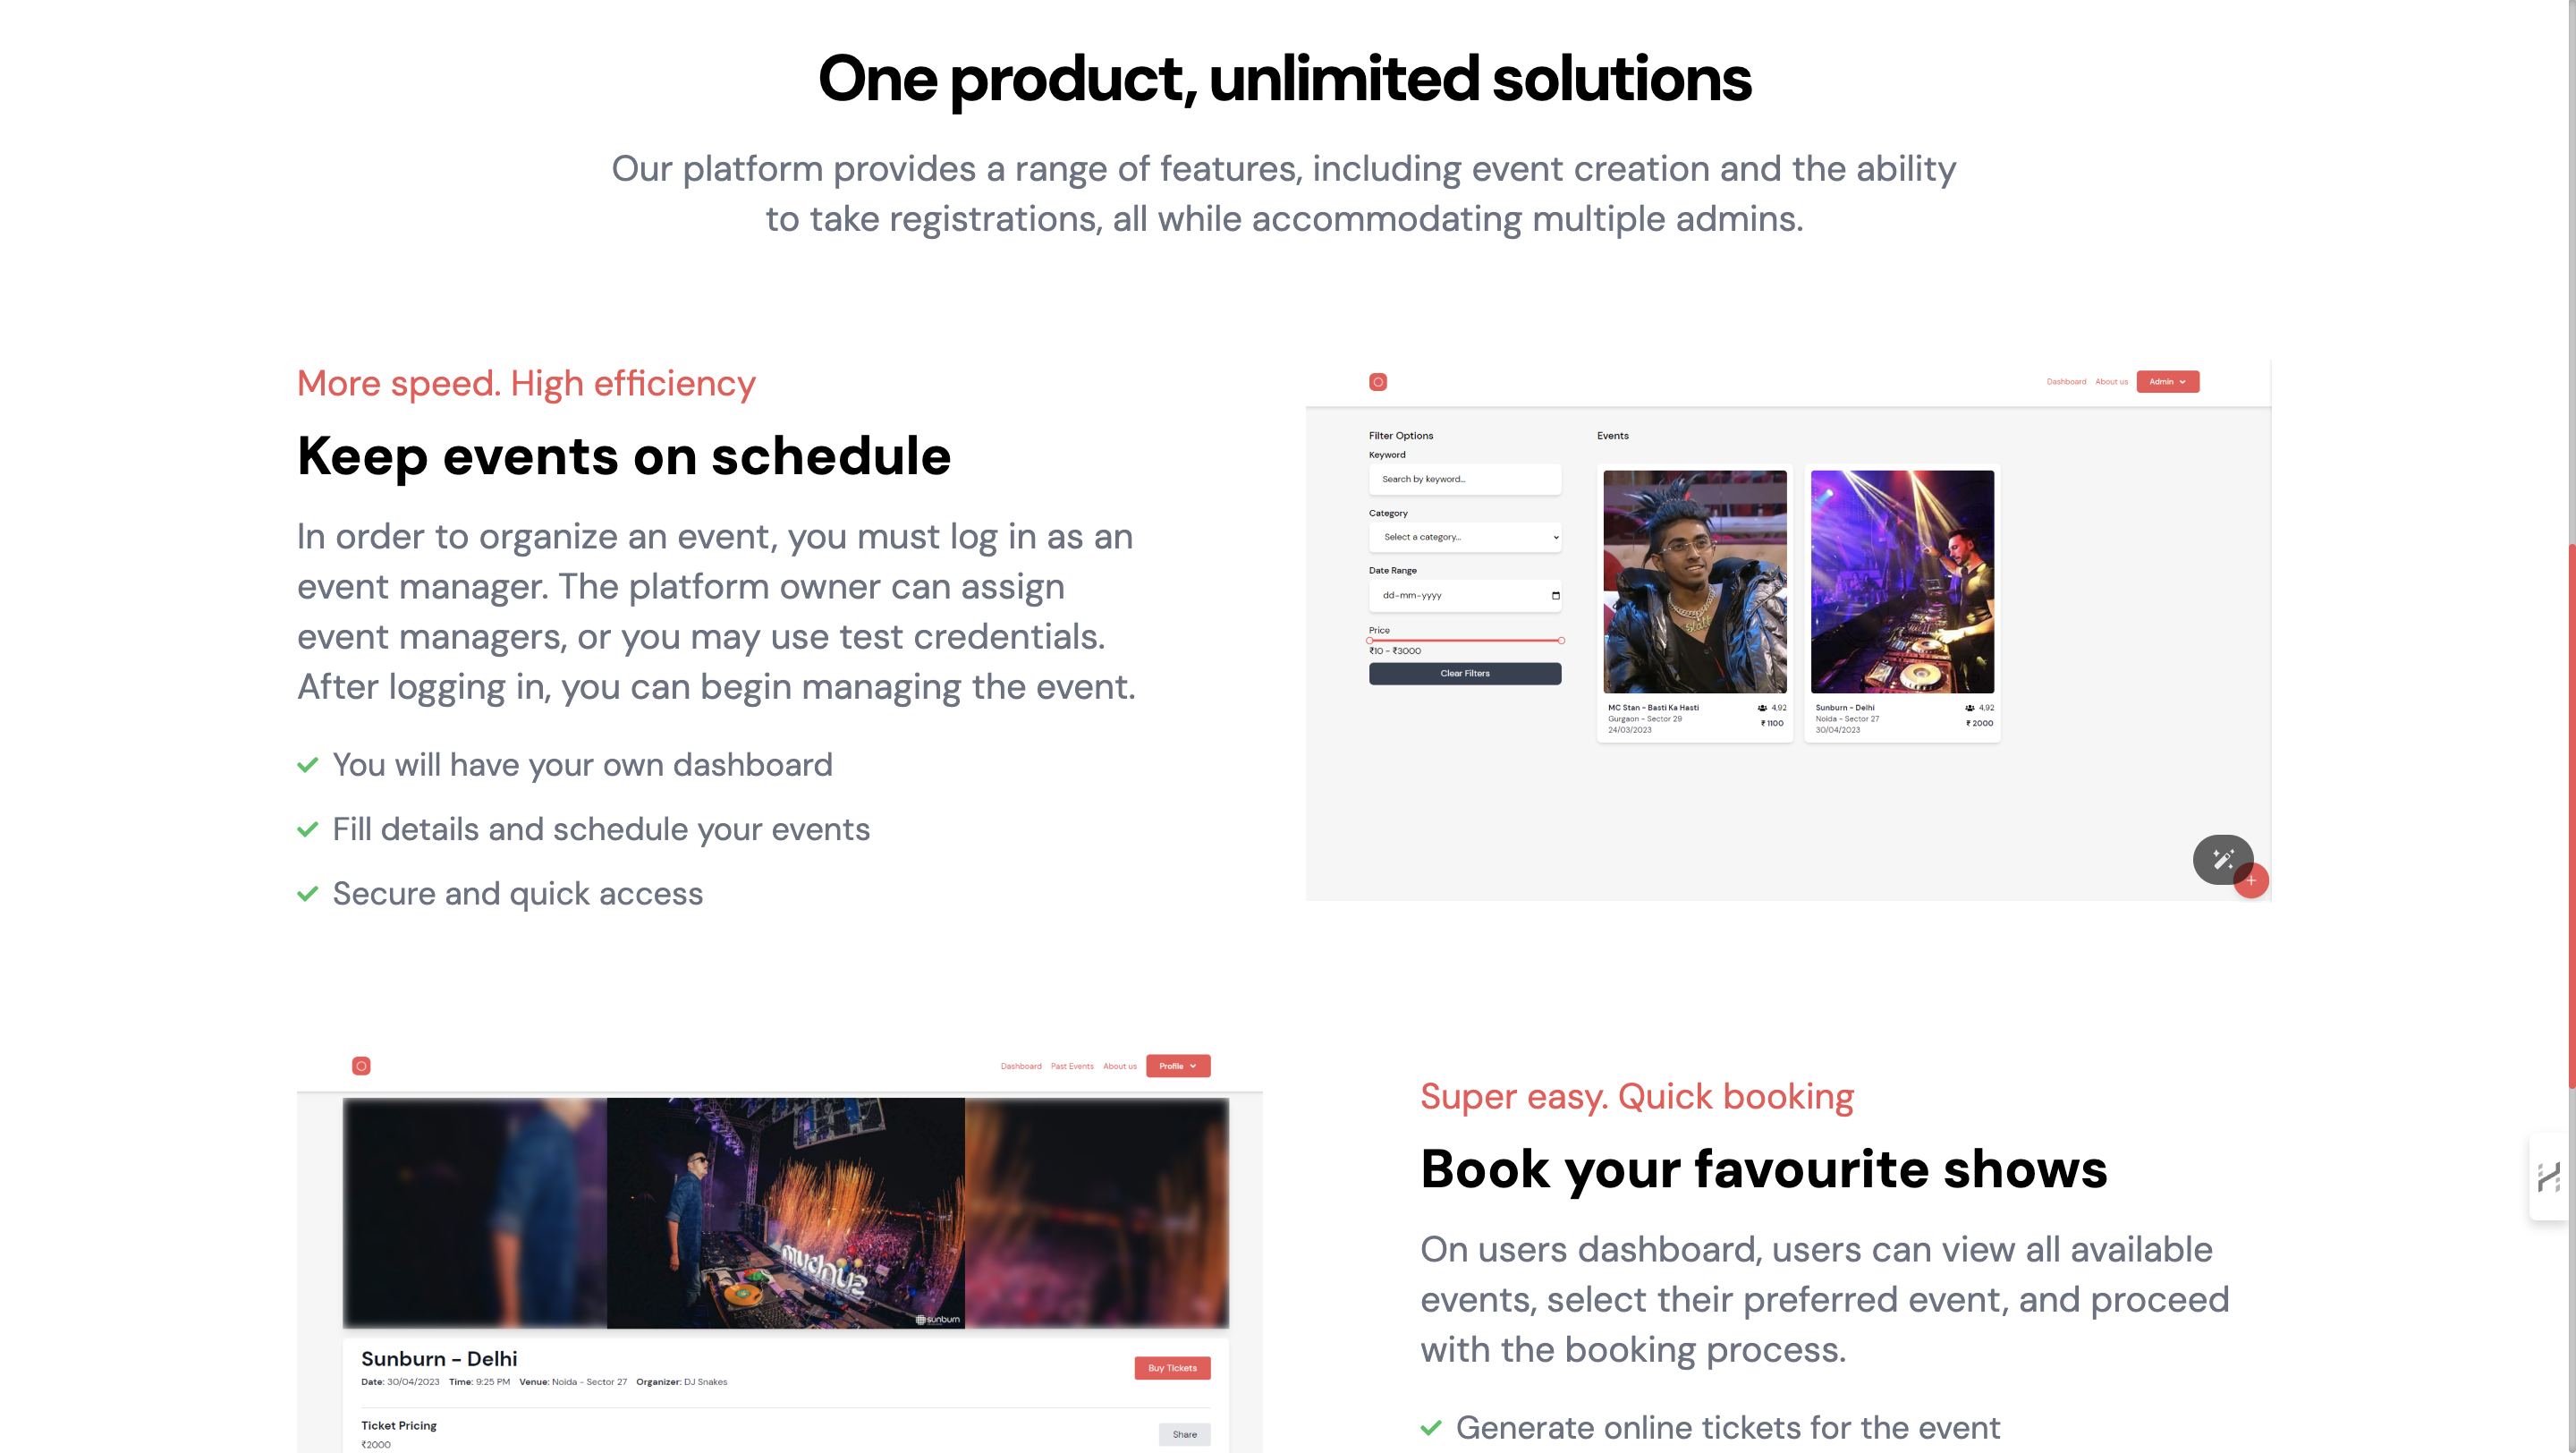 One product, unlimited solutions
Our platform provides a range of features, including event creation and the ability
to take registrations, all while accommodating multiple admins.
More speed. High efficiency
Keep events on schedule
In order to organize an event, you must log in as an
event manager. The platform owner can assign
event managers, or you may use test credentials.
After logging in, you can begin managing the event.
You will have your own dashboard
Fill details and schedule your events
Secure and quick access
Dashboard About us Admin
Filter Options
Keyword
Search by keyword...
Category
Select a category...
Date Range
dd-mm-yyyy
Price
₹10 - ₹3000
Clear Filters
Events
MC Stan - Basti Ka Hasti 4,92
Gurgaon - Sector 29 ₹ 1100
24/03/2023
Sunburn - Delhi 4,92
Noida - Sector 27 ₹ 2000
30/04/2023
Dashboard Past Events About us Profile
sunburn
Sunburn - Delhi
Buy Tickets
Date: 30/04/2023 Time: 9:25 PM Venue: Noida - Sector 27 Organizer: DJ Snakes
Ticket Pricing
Share
₹2000
Super easy. Quick booking
Book your favourite shows
On users dashboard, users can view all available
events, select their preferred event, and proceed
with the booking process.
Generate online tickets for the event